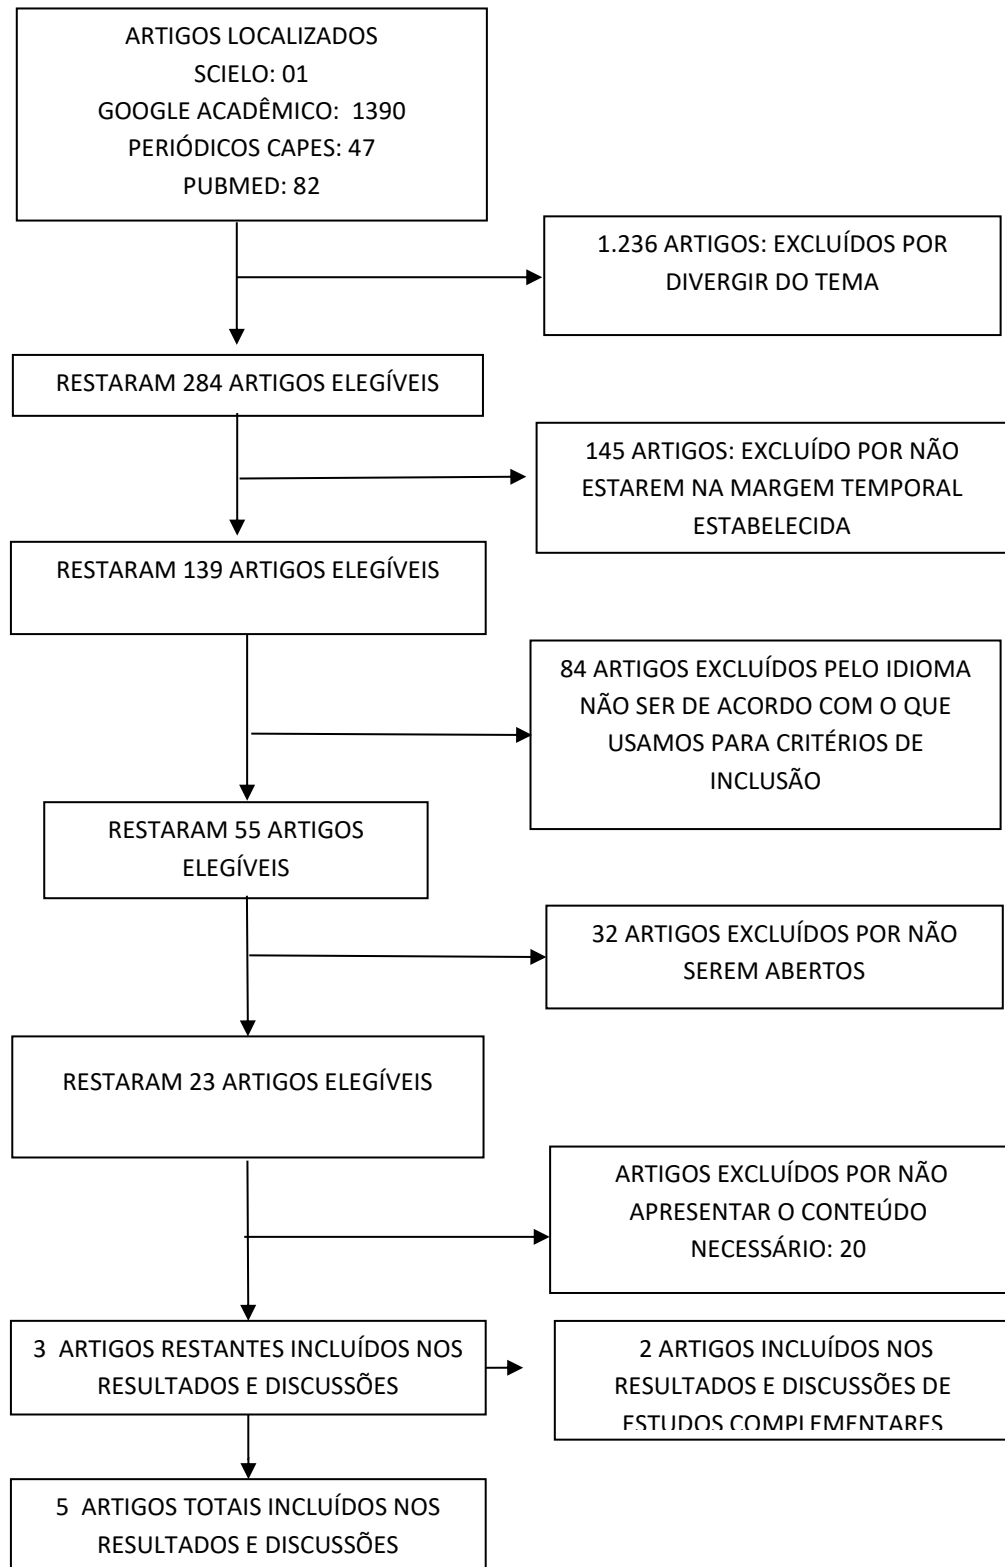 ARTIGOS LOCALIZADOS
SCIELO: 01
GOOGLE ACADÊMICO: 1390
PERIÓDICOS CAPES: 47
PUBMED: 82
1.236 ARTIGOS: EXCLUÍDOS POR
DIVERGIR DO TEMA
RESTARAM 284 ARTIGOS ELEGÍVEIS
145 ARTIGOS: EXCLUÍDO POR NÃO
ESTAREM NA MARGEM TEMPORAL
ESTABELECIDA
RESTARAM 139 ARTIGOS ELEGÍVEIS
84 ARTIGOS EXCLUÍDOS PELO IDIOMA
NÃO SER DE ACORDO COM O QUE
USAMOS PARA CRITÉRIOS DE
INCLUSÃO
RESTARAM 55 ARTIGOS
ELEGÍVEIS
32 ARTIGOS EXCLUÍDOS POR NÃO
SEREM ABERTOS
RESTARAM 23 ARTIGOS ELEGÍVEIS
ARTIGOS EXCLUÍDOS POR NÃO
APRESENTAR O CONTEÚDO
NECESSÁRIO: 20
3 ARTIGOS RESTANTES INCLUÍDOS NOS
RESULTADOS E DISCUSSÕES
2 ARTIGOS INCLUÍDOS NOS
RESULTADOS E DISCUSSÕES DE
ESTUDOS COMPLEMENTARES
5 ARTIGOS TOTAIS INCLUÍDOS NOS
RESULTADOS E DISCUSSÕES